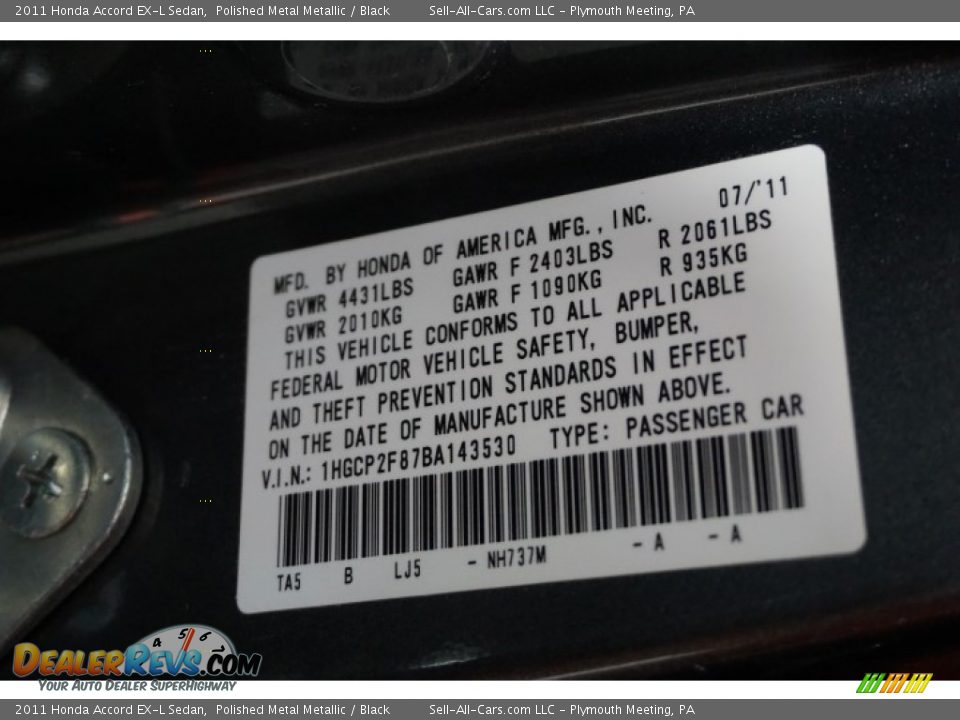 2011 Honda Accord EX-L Sedan, Polished Metal Metallic / Black Sell-All-Cars.com LLC - Plymouth Meeting, PA
07/'11
MFD. BY HONDA OF AMERICA MFG.,INC.
GVWR 4431LBS GAWR F 2403LBS R 2061LBS
GVWR 2010KG GAWR F 1090KG R 935KG
THIS VEHICLE CONFORMS TO ALL APPLICABLE
FEDERAL MOTOR VEHICLE SAFETY, BUMPER,
AND THEFT PREVENTION STANDARDS IN EFFECT
ON THE DATE OF MANUFACTURE SHOWN ABOVE.
V.I.N.: 1HGCP2F87BA143530 TYPE: PASSENGER CAR
TA5 B LJ5 - NH737M - A - A
4 5 6
DEALERREVS.COM
YOUR AUTO DEALER SUPERHIGHWAY
2011 Honda Accord EX-L Sedan, Polished Metal Metallic / Black Sell-All-Cars.com LLC - Plymouth Meeting, PA